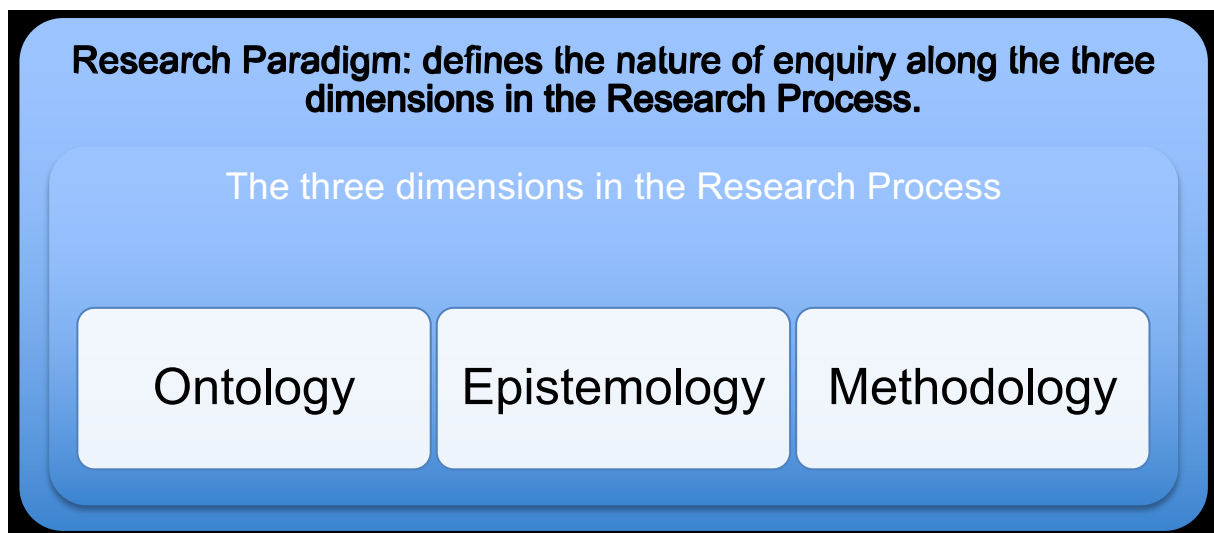 Research Paradigm: defines the nature of enquiry along the three
dimensions in the Research Process.
The three dimensions in the Research Process
Ontology
Epistemology
Methodology